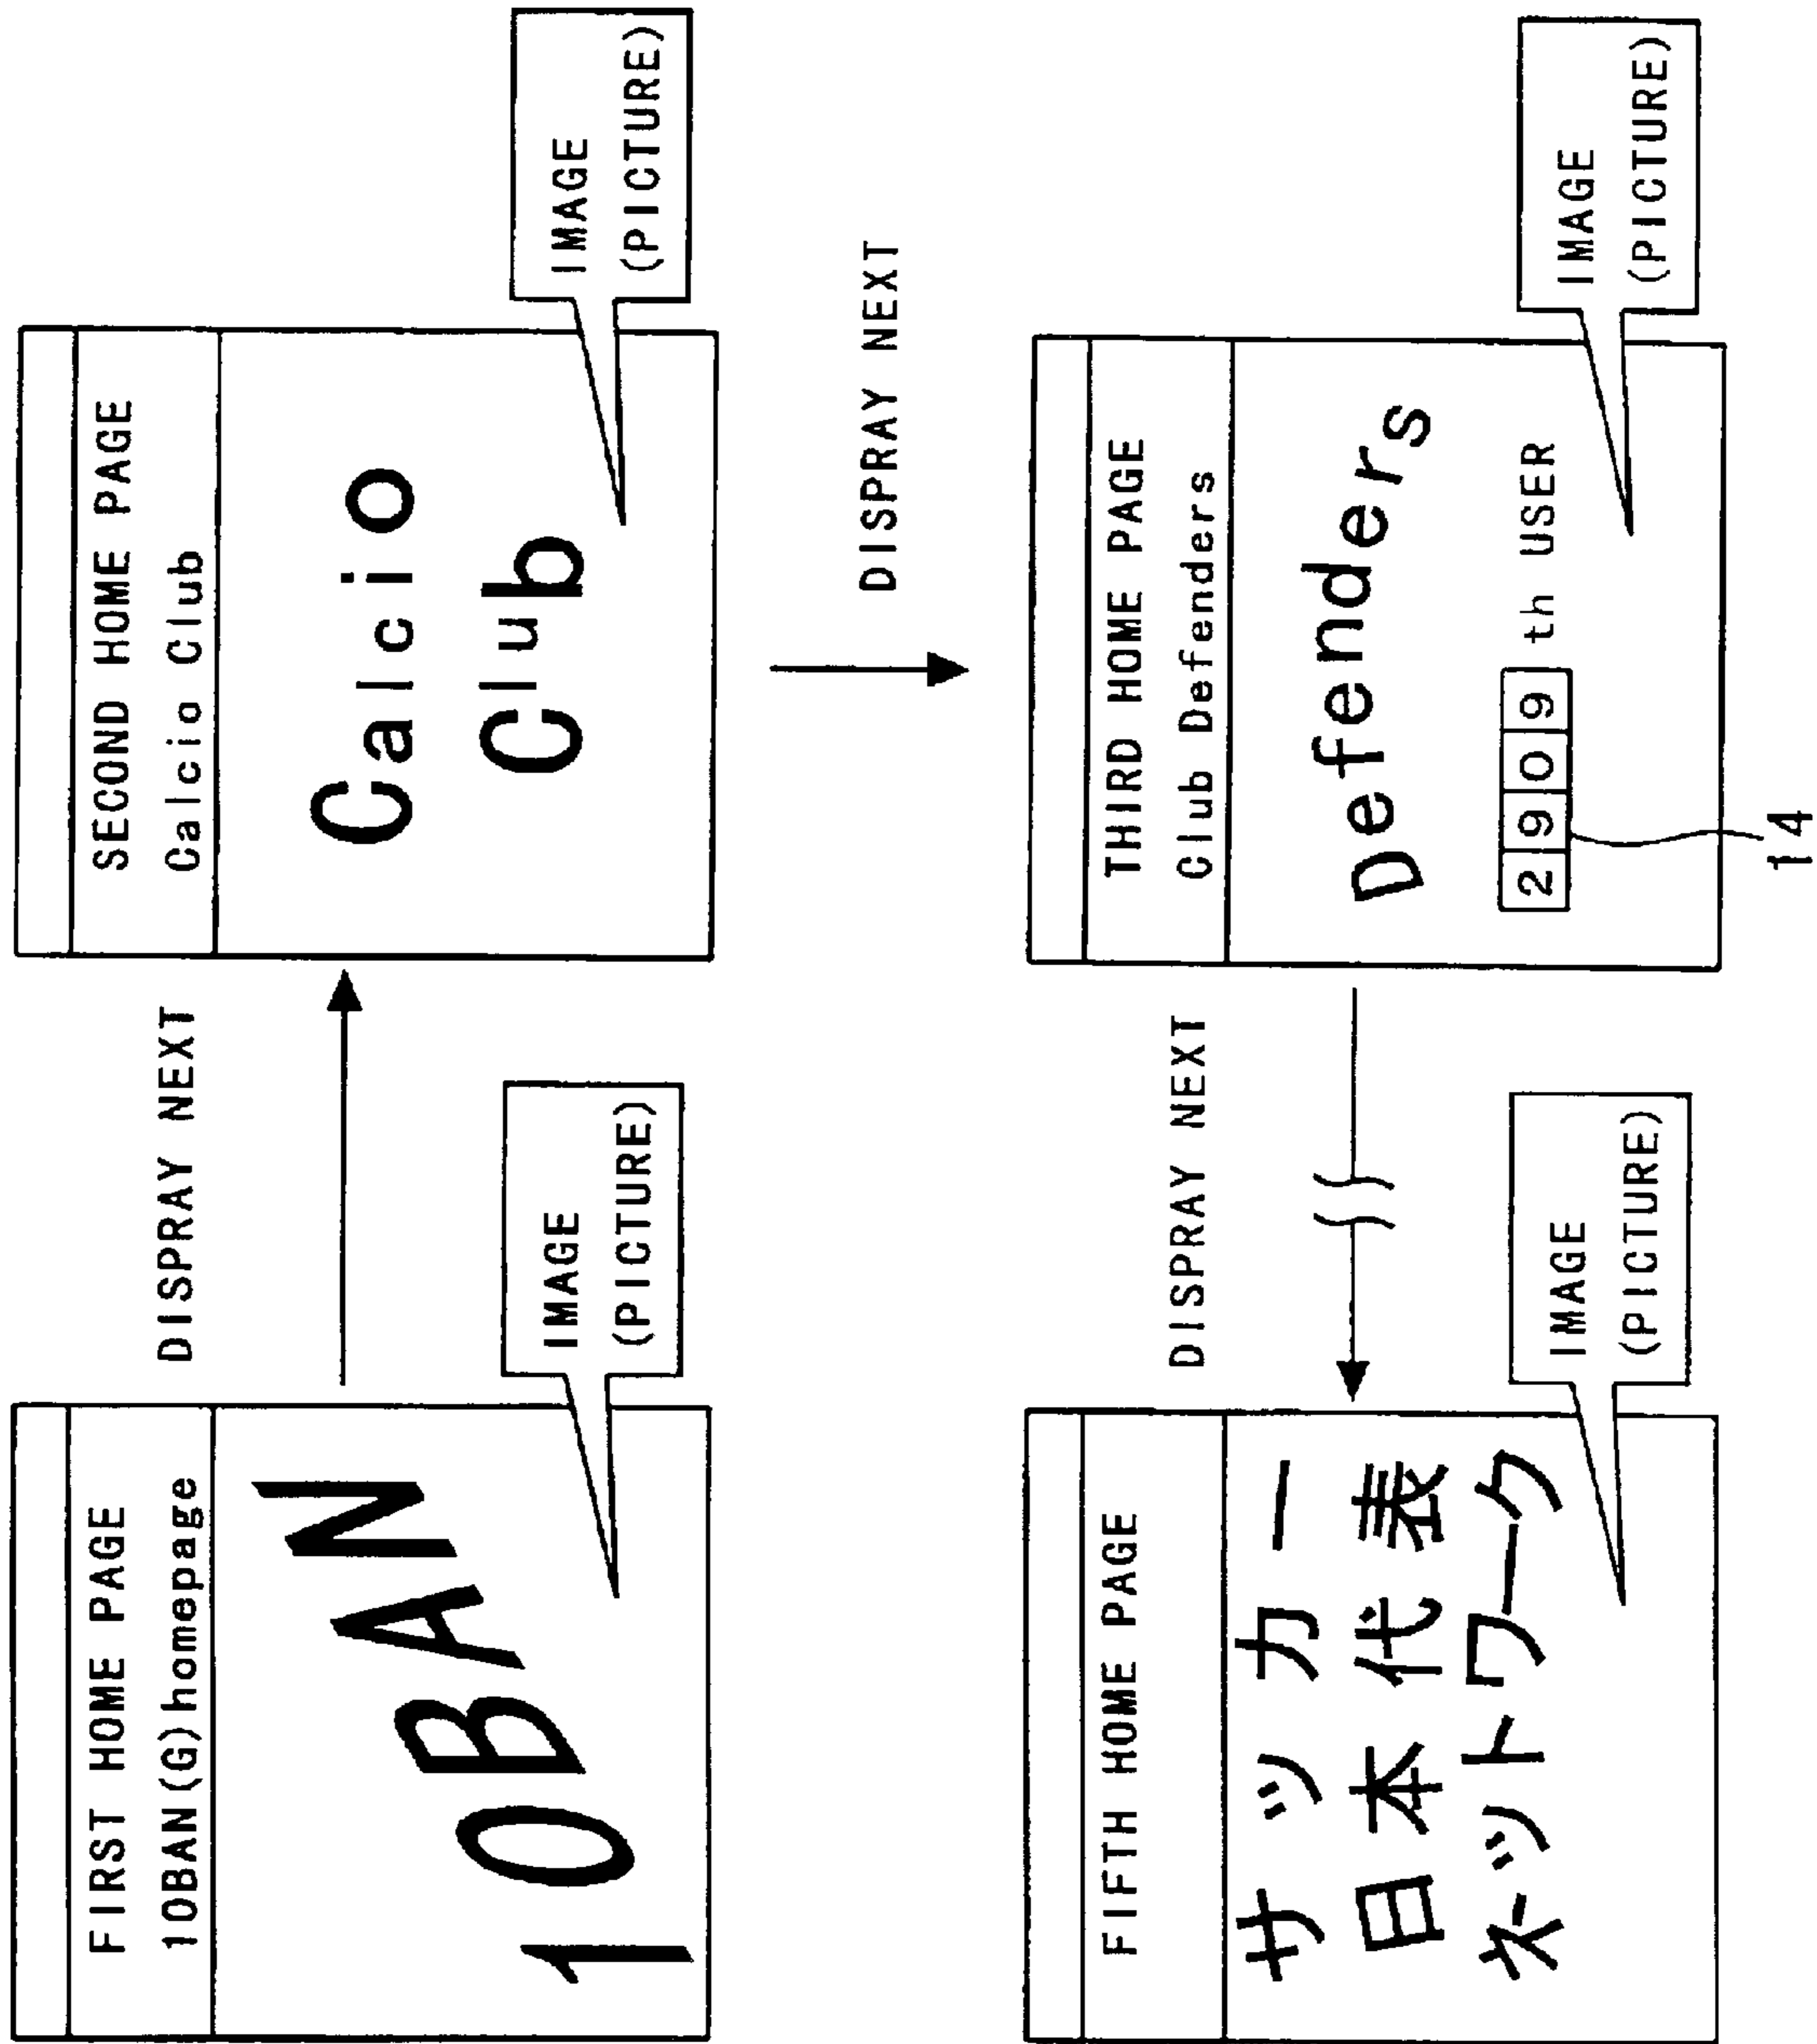 FIRST HOME PAGE
10BAN(G)homepage
10BAN
IMAGE
(PICTURE)
DISPRAY NEXT
SECOND HOME PAGE
Calcio Club
Calcio
Club
IMAGE
(PICTURE)
DISPRAY NEXT
THIRD HOME PAGE
Club Defenders
Defenders
2909 th USER
14
IMAGE
(PICTURE)
DISPRAY NEXT
FIFTH HOME PAGE
サッカー
日本代表
ネットワーク
IMAGE
(PICTURE)